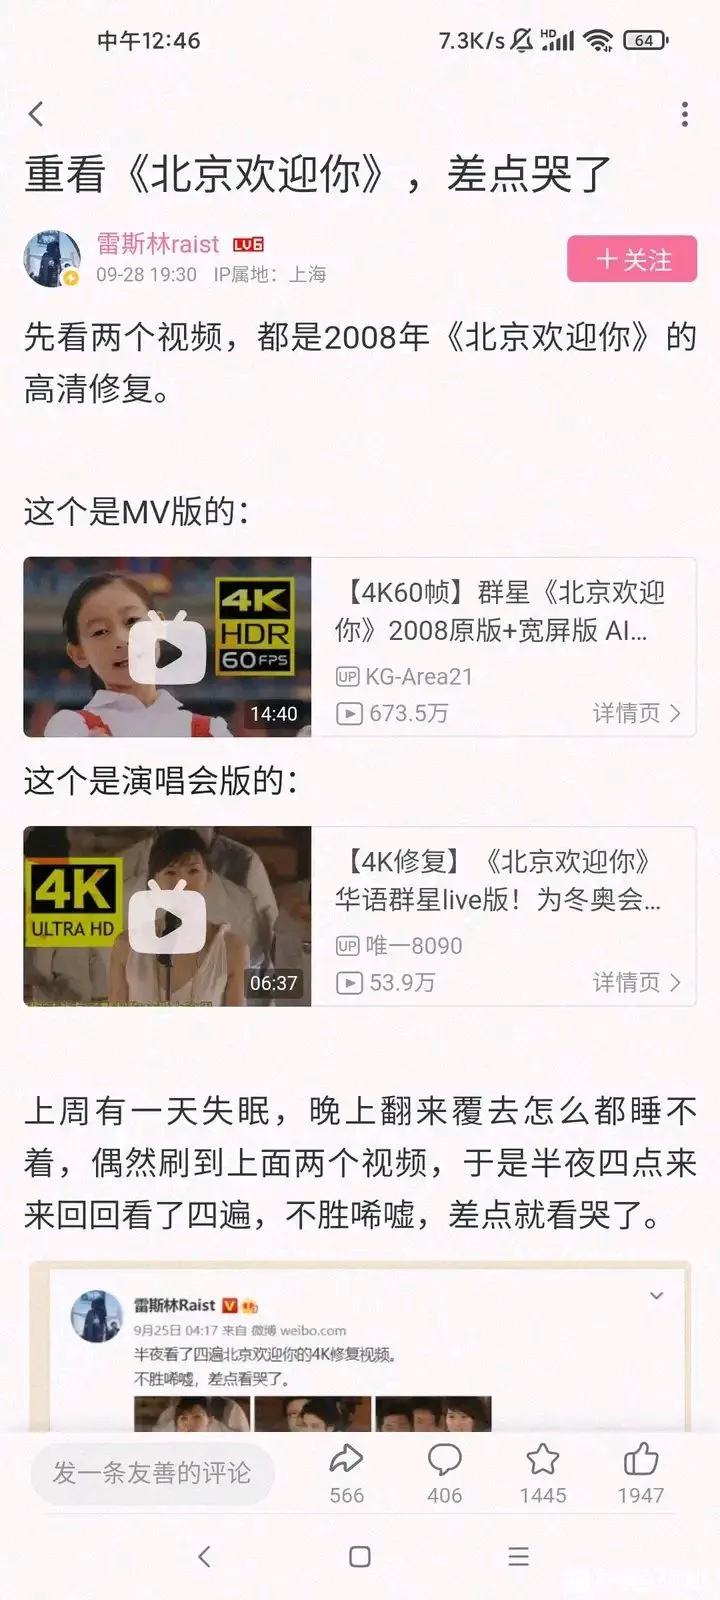 中午12:46
7.3K/s HD 64
重看《北京欢迎你》，差点哭了
雷斯林raist LV6
09-28 19:30 IP属地：上海
＋关注
先看两个视频，都是2008年《北京欢迎你》的
高清修复。
这个是MV版的：
4K
HDR
60FPS
14:40
【4K60帧】群星《北京欢迎
你》2008原版+宽屏版 AI...
UP KG-Area21
673.5万
详情页
这个是演唱会版的：
4K
ULTRA HD
06:37
【4K修复】《北京欢迎你》
华语群星live版！为冬奥会...
UP 唯一8090
53.9万
详情页
上周有一天失眠，晚上翻来覆去怎么都睡不
着，偶然刷到上面两个视频，于是半夜四点来
来回回看了四遍，不胜唏嘘，差点就看哭了。
雷斯林Raist V
9月25日 04:17 来自 微博 weibo.com
半夜看了四遍北京欢迎你的4K修复视频。
不胜唏嘘，差点看哭了。
发一条友善的评论
566
406
1445
1947